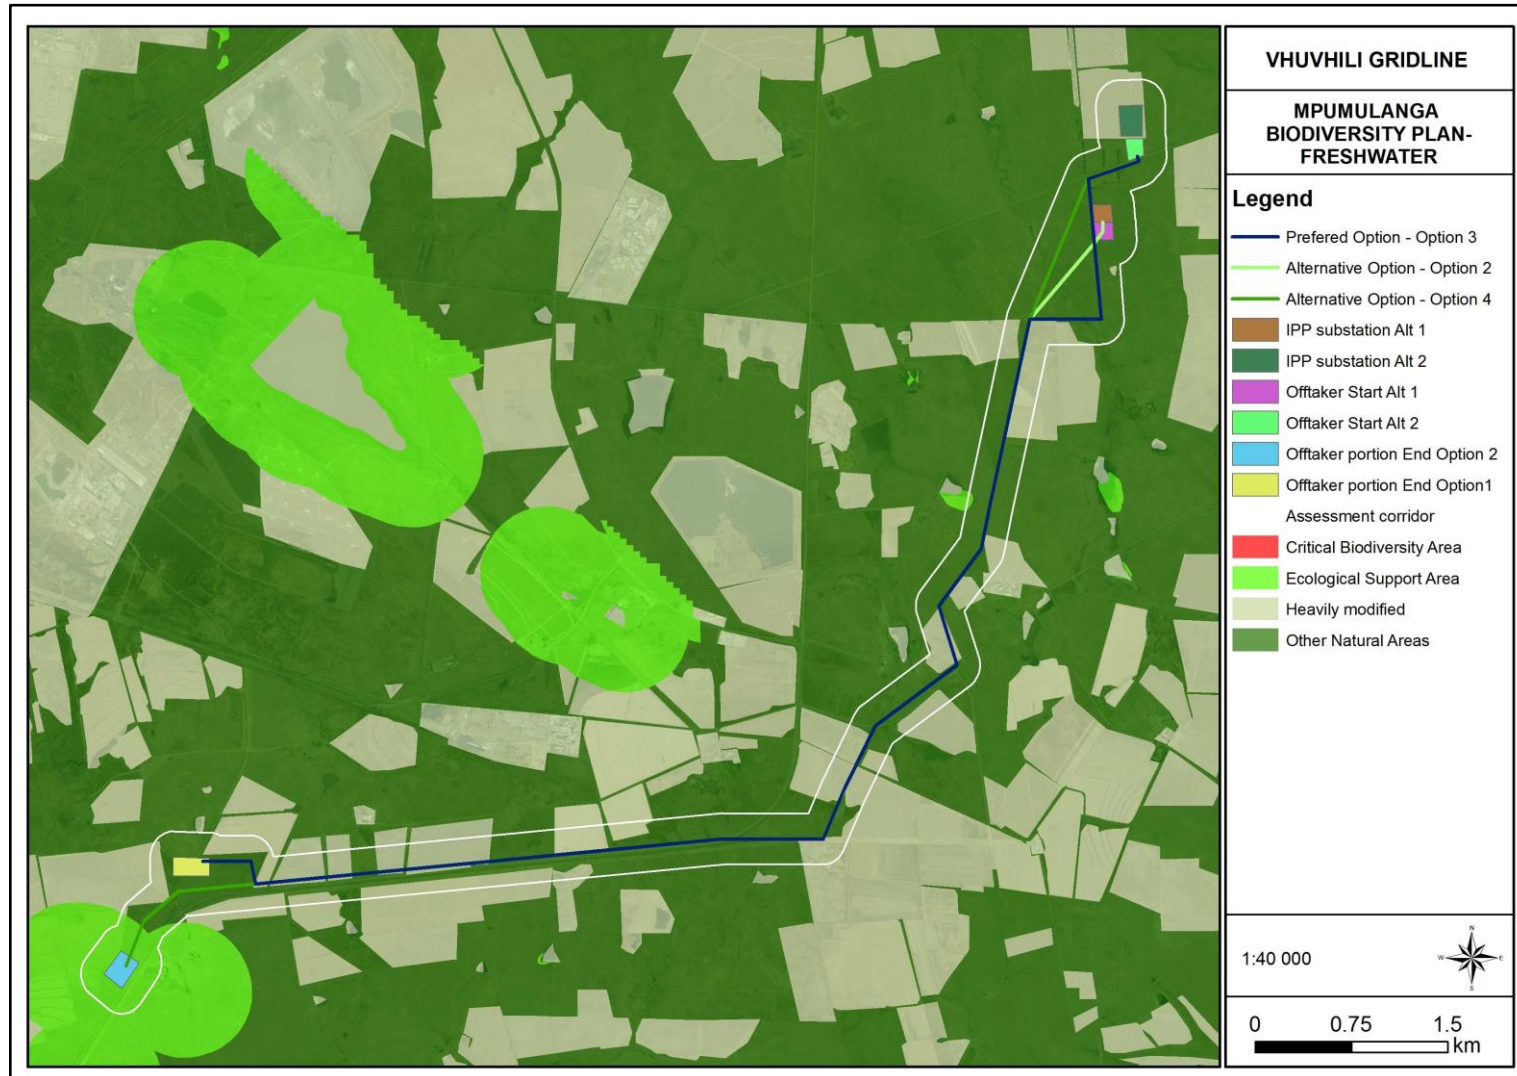 VHUVHILI GRIDLINE
MPUMULANGA
BIODIVERSITY PLAN-
FRESHWATER
Legend
Prefered Option - Option 3
Alternative Option - Option 2
Alternative Option - Option 4
IPP substation Alt 1
IPP substation Alt 2
Offtaker Start Alt 1
Offtaker Start Alt 2
Offtaker portion End Option 2
Offtaker portion End Option1
Assessment corridor
Critical Biodiversity Area
Ecological Support Area
Heavily modified
Other Natural Areas
1:40 000
N
W E
S
0 0.75 1.5
km